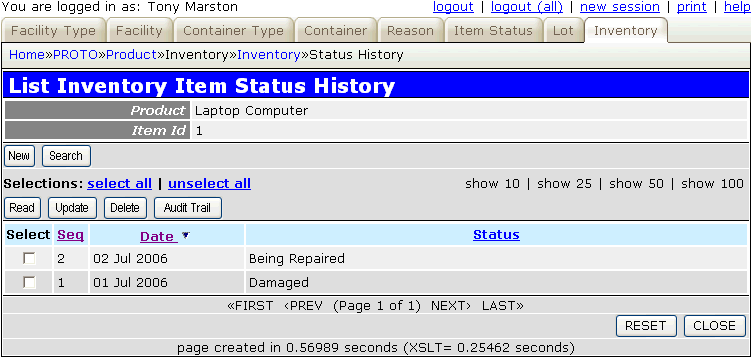 You are logged in as: Tony Marston logout | logout (all) | new session | print | help
Facility Type Facility Container Type Container Reason Item Status Lot Inventory
Home»PROTO»Product»Inventory»Inventory»Status History
List Inventory Item Status History
Product Laptop Computer
Item Id 1
New Search
Selections: select all | unselect all show 10 | show 25 | show 50 | show 100
Read Update Delete Audit Trail
Select Seq Date ▼ Status
2 02 Jul 2006 Being Repaired
1 01 Jul 2006 Damaged
«FIRST ‹PREV (Page 1 of 1) NEXT› LAST»
RESET CLOSE
page created in 0.56989 seconds (XSLT= 0.25462 seconds)